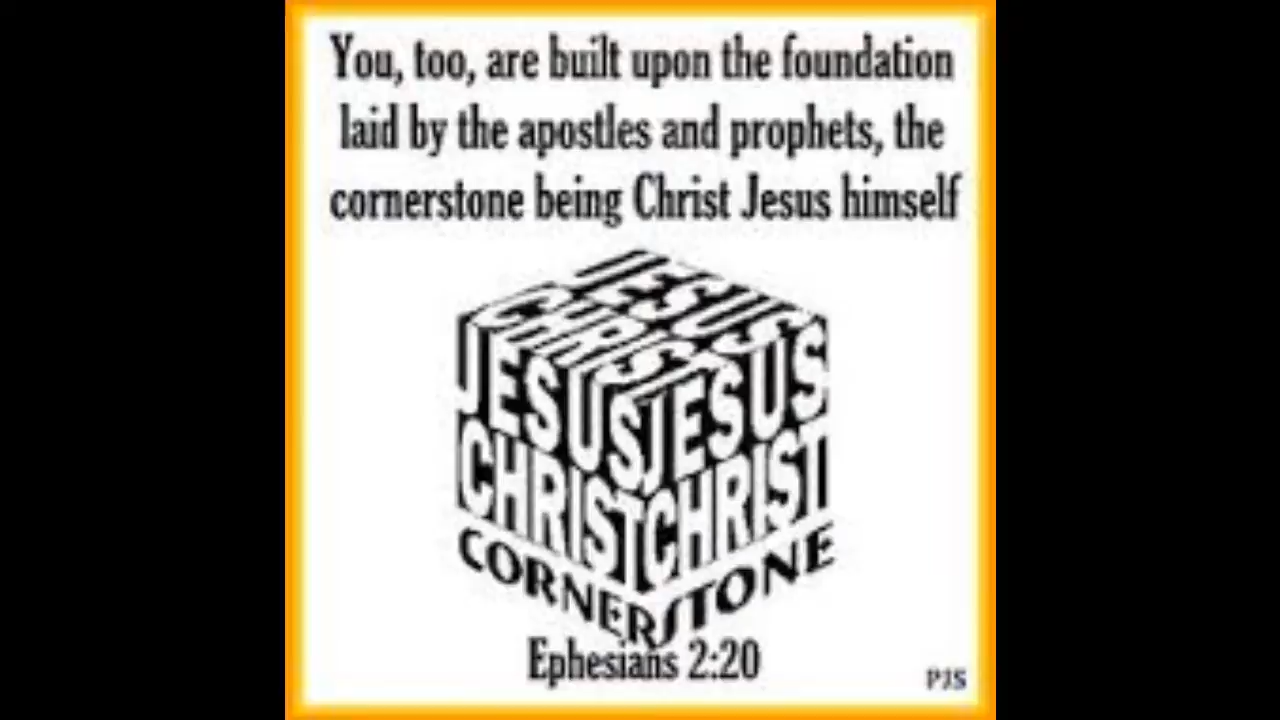 You, too, are built upon the foundation
laid by the apostles and prophets, the
cornerstone being Christ Jesus himself
JESUS
CHRIST
JESUS JESUS
CHRIST CHRIST
CORNERSTONE
Ephesians 2:20
PJS